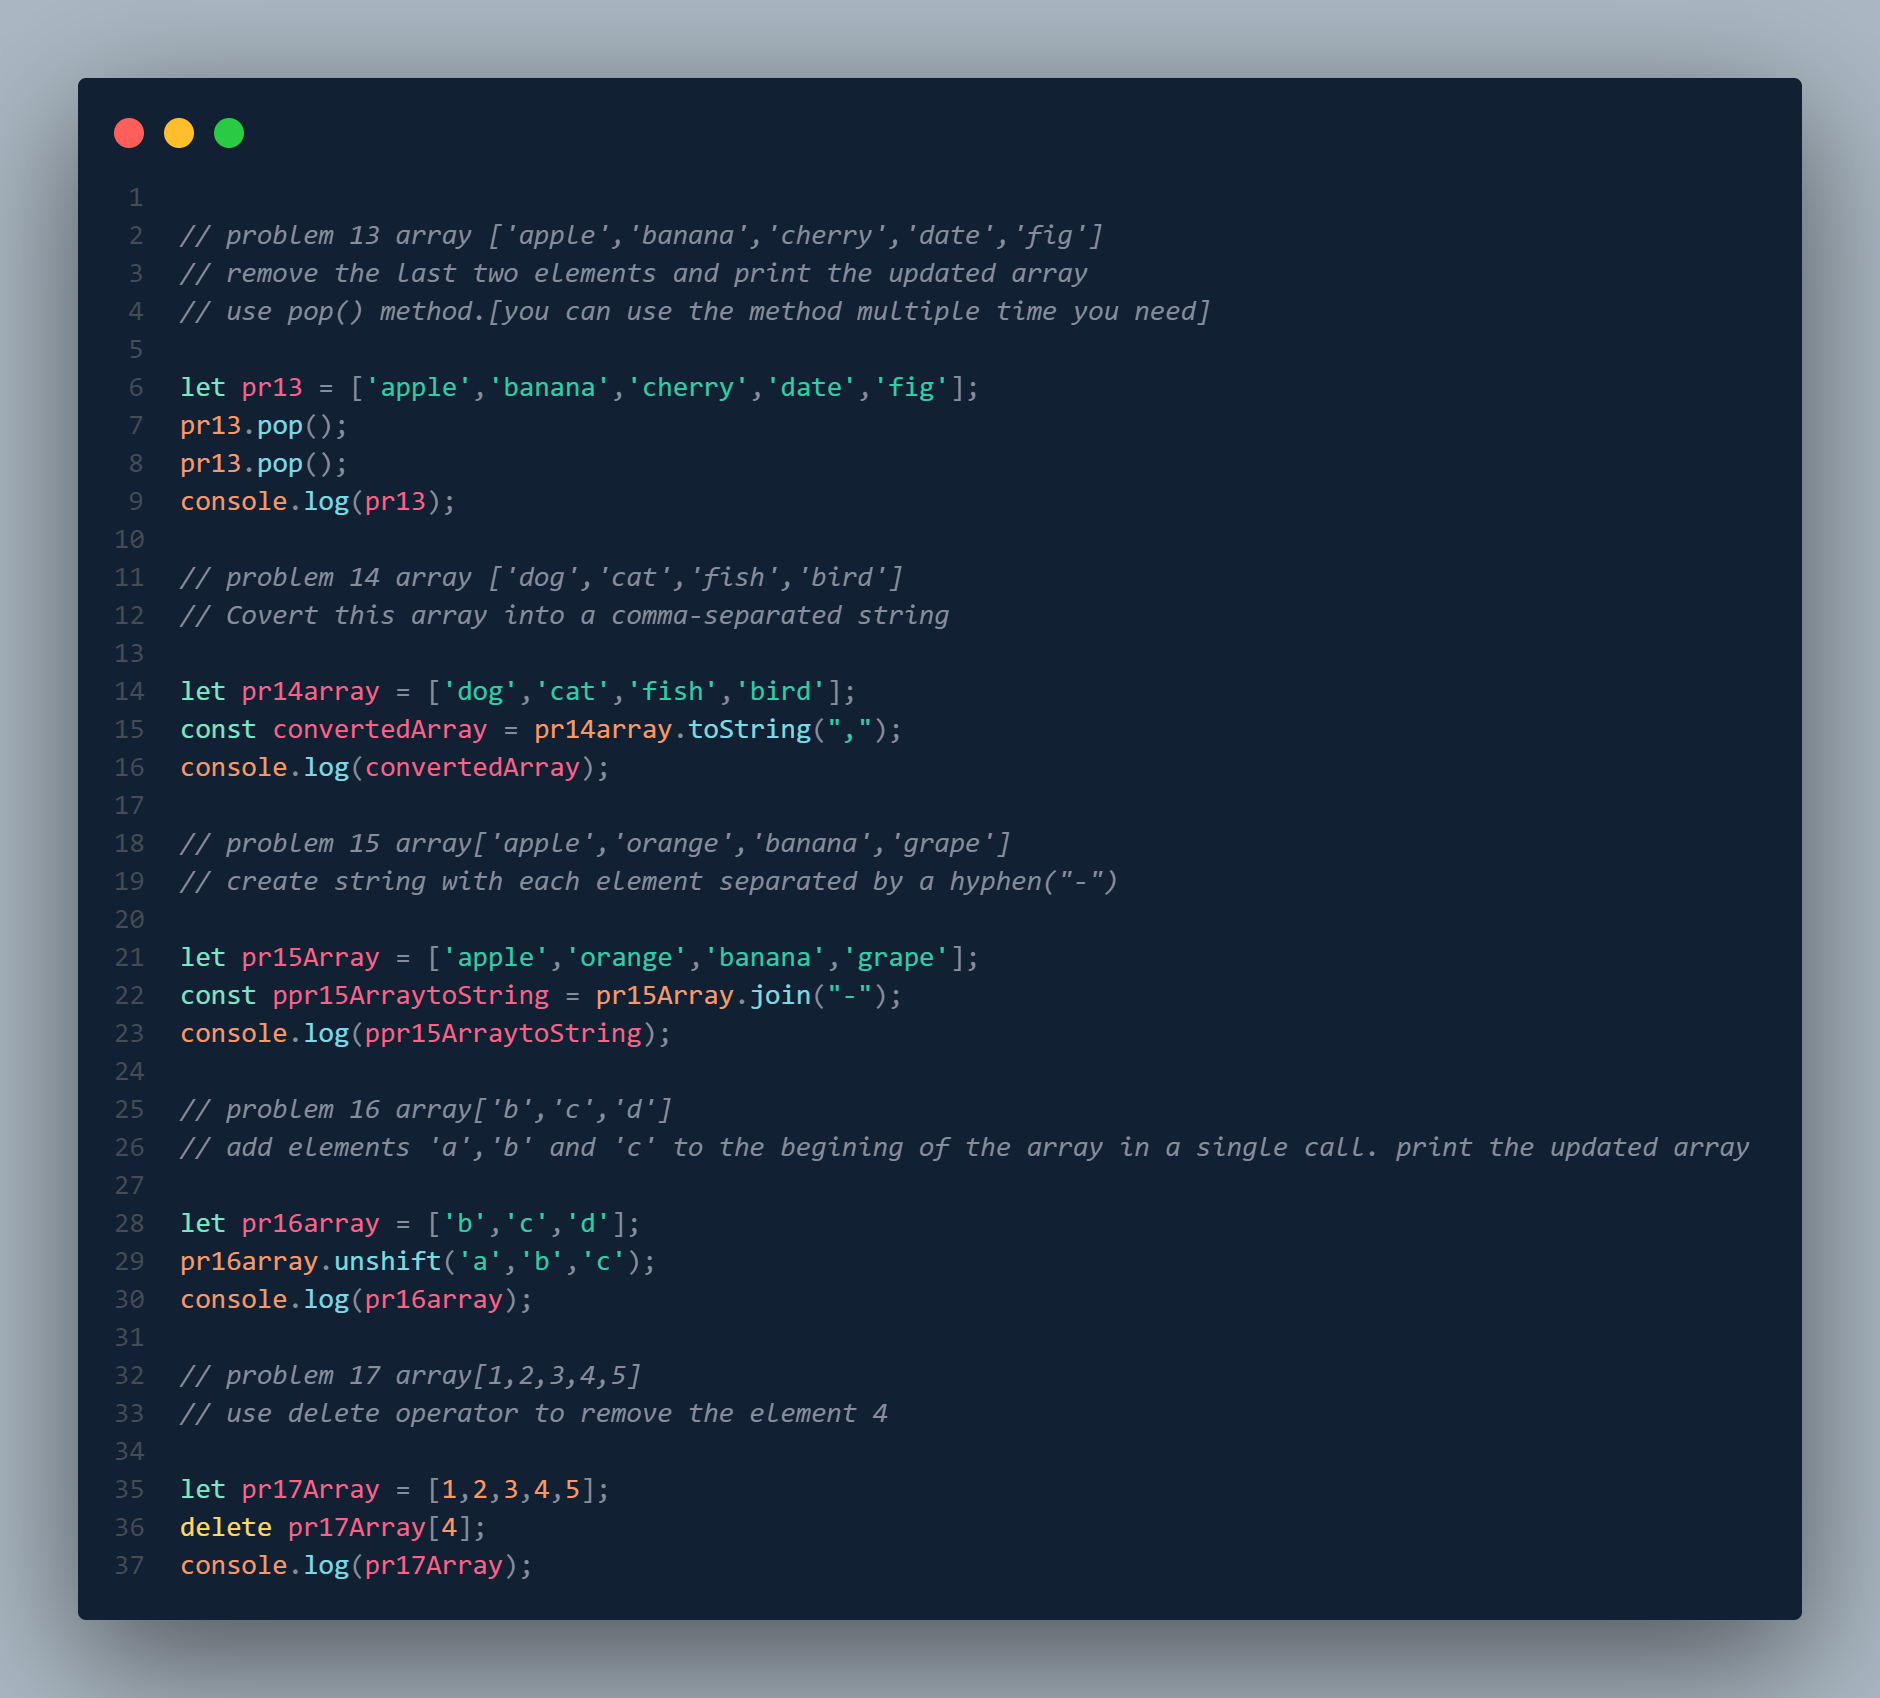 1
2 // problem 13 array ['apple','banana','cherry','date','fig']
3 // remove the last two elements and print the updated array
4 // use pop() method.[you can use the method multiple time you need]
5
6 let pr13 = ['apple','banana','cherry','date','fig'];
7 pr13.pop();
8 pr13.pop();
9 console.log(pr13);
10
11 // problem 14 array ['dog','cat','fish','bird']
12 // Covert this array into a comma-separated string
13
14 let pr14array = ['dog','cat','fish','bird'];
15 const convertedArray = pr14array.toString(",");
16 console.log(convertedArray);
17
18 // problem 15 array['apple','orange','banana','grape']
19 // create string with each element separated by a hyphen("-")
20
21 let pr15Array = ['apple','orange','banana','grape'];
22 const ppr15ArraytoString = pr15Array.join("-");
23 console.log(ppr15ArraytoString);
24
25 // problem 16 array['b','c','d']
26 // add elements 'a','b' and 'c' to the begining of the array in a single call. print the updated array
27
28 let pr16array = ['b','c','d'];
29 pr16array.unshift('a','b','c');
30 console.log(pr16array);
31
32 // problem 17 array[1,2,3,4,5]
33 // use delete operator to remove the element 4
34
35 let pr17Array = [1,2,3,4,5];
36 delete pr17Array[4];
37 console.log(pr17Array);